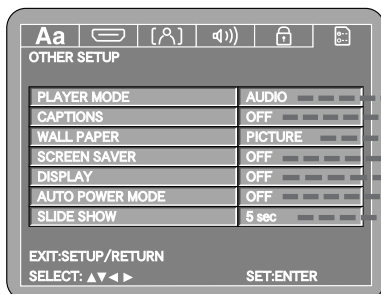 Aa
OTHER SETUP
PLAYER MODE AUDIO
CAPTIONS OFF
WALL PAPER PICTURE
SCREEN SAVER OFF
DISPLAY OFF
AUTO POWER MODE OFF
SLIDE SHOW 5 sec
EXIT:SETUP/RETURN
SELECT: ▲▼◄► SET:ENTER